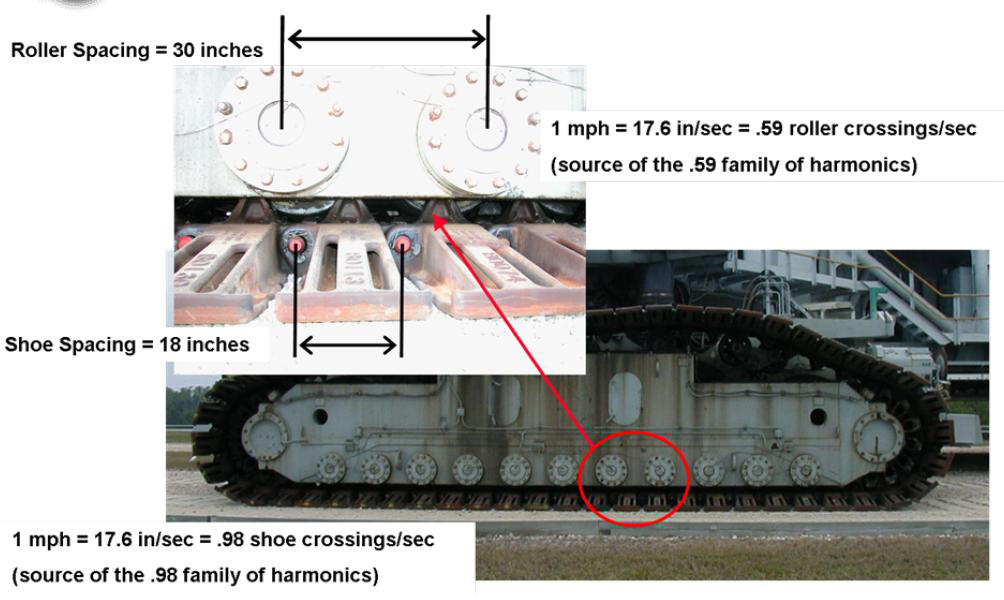 Roller Spacing = 30 inches
1 mph = 17.6 in/sec = .59 roller crossings/sec
(source of the .59 family of harmonics)
Shoe Spacing = 18 inches
1 mph = 17.6 in/sec = .98 shoe crossings/sec
(source of the .98 family of harmonics)